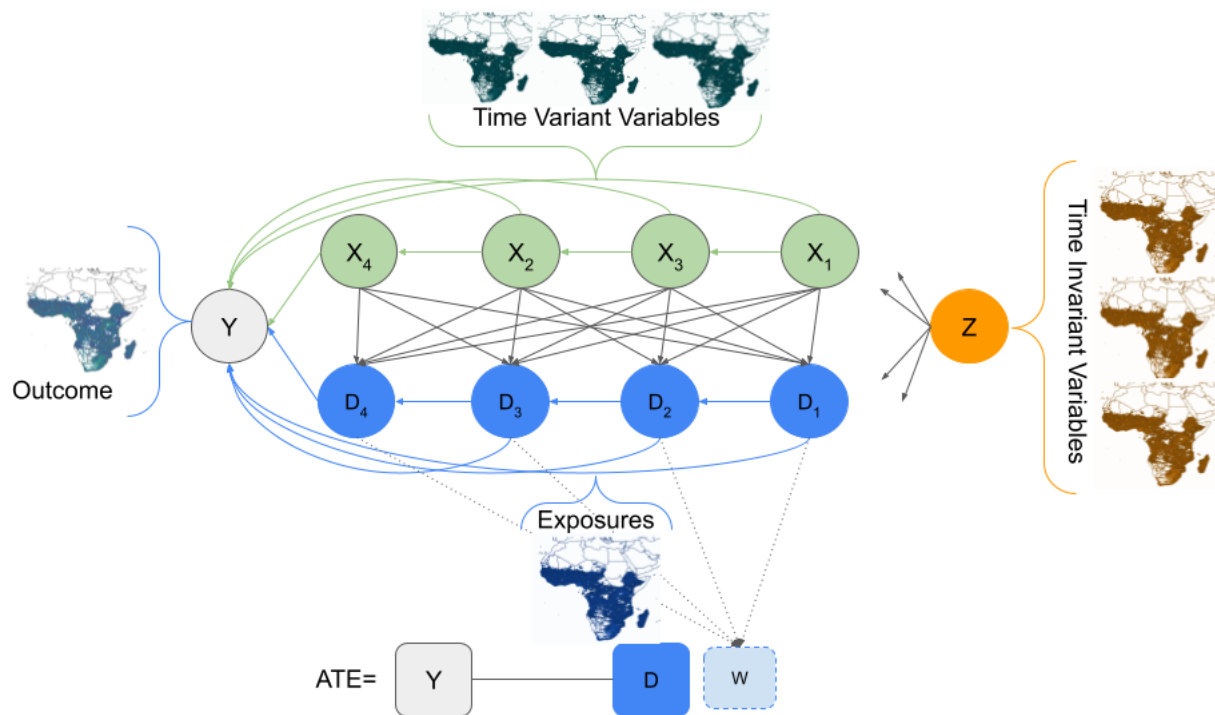 Time Variant Variables
X₄ X₂ X₃ X₁
Y
Z
Time Invariant Variables
Outcome
D₄ D₃ D₂ D₁
Exposures
ATE= Y D W